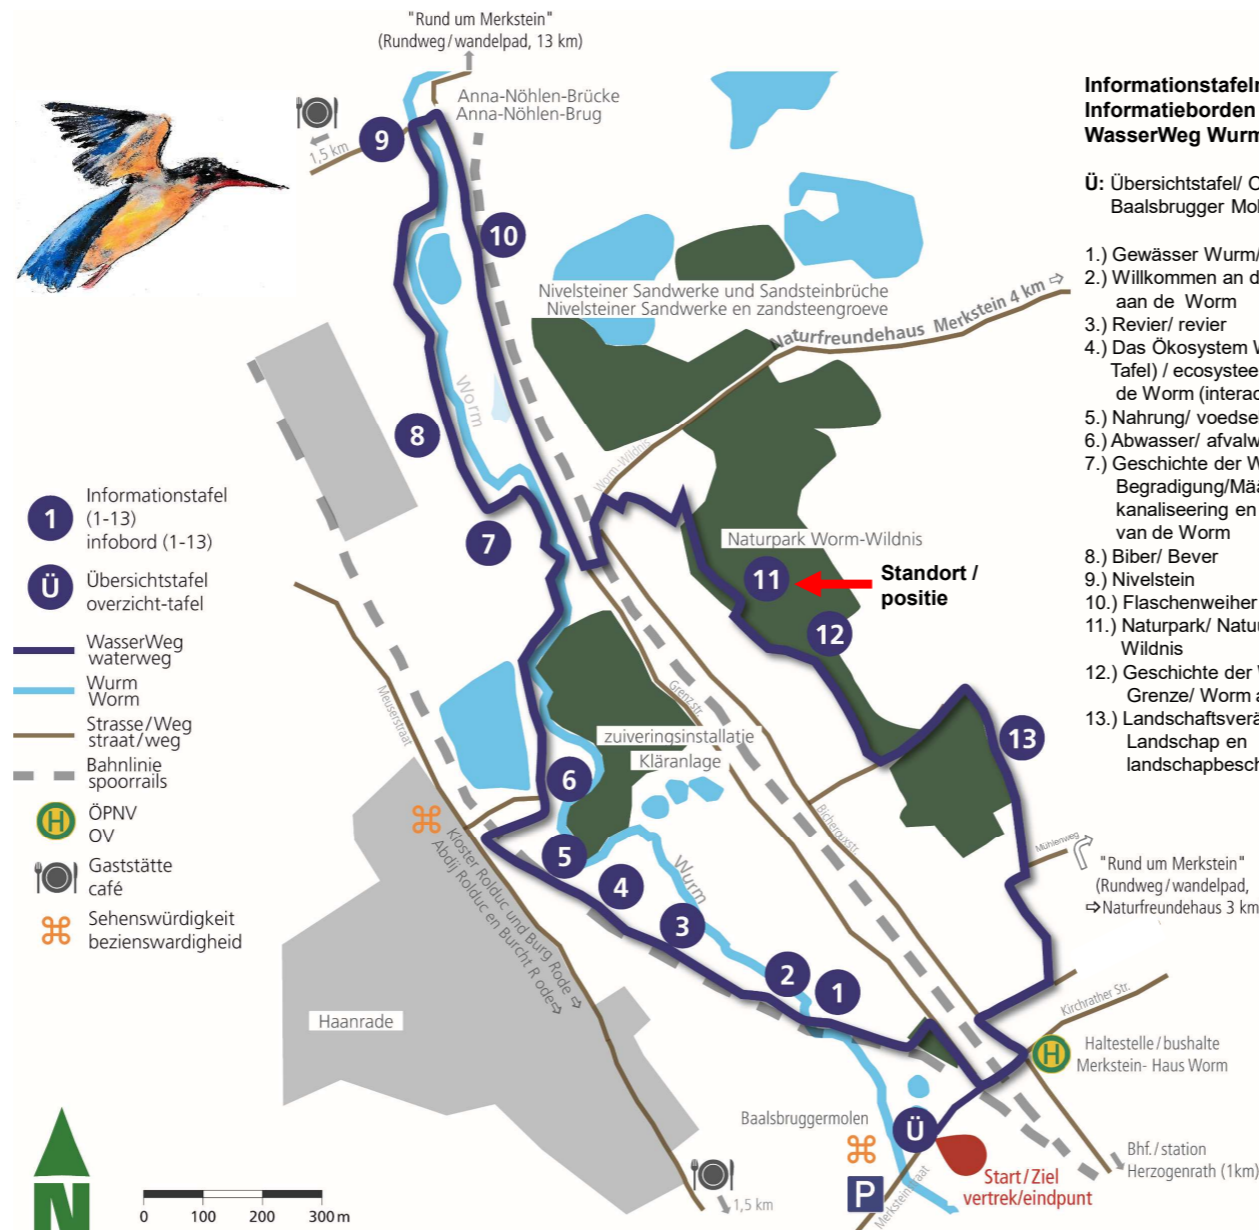 "Rund um Merkstein"
(Rundweg/wandelpad, 13 km)
Anna-Nöhlen-Brücke
Anna-Nöhlen-Brug
1,5 km
9
10
Nivelsteiner Sandwerke und Sandsteinbrüche
Nivelsteiner Sandwerke en zandsteengroeve
Naturfreundehaus Merkstein 4 km
Worm
8
7
Worm-Wildnis
Naturpark Worm-Wildnis
11
Standort /
positie
12
13
Informationstafeln
Informatieborden
WasserWeg Wurm
Ü: Übersichtstafel/
Baalsbrugger
1.) Gewässer Wurm/
2.) Willkommen an
aan de Worm
3.) Revier/ revier
4.) Das Ökosystem
Tafel) /
de Worm
5.) Nahrung/
6.) Abwasser/
7.) Geschichte der
kanaliseering en
van de Worm
8.) Biber/ Bever
9.) Nivelstein
10.) Flaschenweiher
11.) Naturpark/
Wildnis
12.) Geschichte der
Grenze/ Worm
13.)
Landschap en
1
Informationstafel
(1-13)
infobord (1-13)
Ü
Übersichtstafel
overzicht-tafel
WasserWeg
waterweg
Wurm
Worm
Strasse/Weg
straat/weg
Bahnlinie
spoorrails
H
ÖPNV
OV
Gaststätte
café
Sehenswürdigkeit
bezienswardigheid
Meuserstraat
Grenzstr.
zuiveringsinstallatie
Kläranlage
6
5
4
3
2
1
Wurm
Bicherouxstr.
Mühlenweg
"Rund um Merkstein"
(Rundweg/wandelpad,
Naturfreundehaus 3 km
Kloster Rolduc und Burg Rode
Abdij Rolduc en Burcht Rode
Haanrade
Kirchrather Str.
H
Haltestelle/bushalte
Merkstein- Haus Worm
Baalsbruggermolen
Ü
P
Merksteinstraat
Start/Ziel
vertrek/eindpunt
Bhf./station
Herzogenrath (1km)
1,5 km
N
0 100 200 300 m